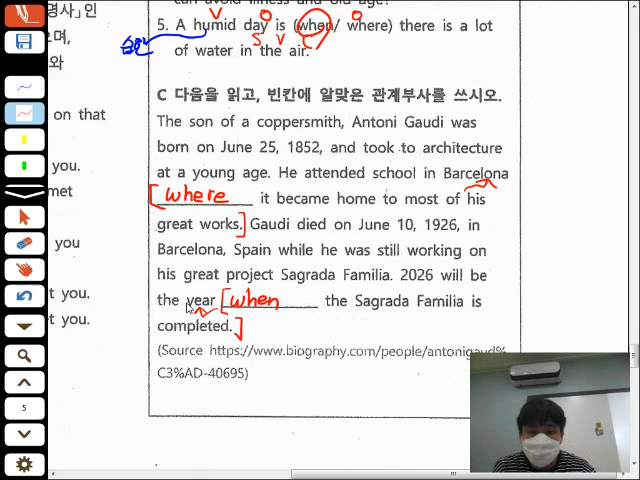 명사」인
며,
와
on that
you.
met
you
t you.
t you.
can avoid illness and old age?
V O O
5. A humid day is (when/ where) there is a lot
S V
습한
of water in the air.
C 다음을 읽고, 빈칸에 알맞은 관계부사를 쓰시오.
The son of a coppersmith, Antoni Gaudi was
born on June 25, 1852, and took to architecture
at a young age. He attended school in Barcelona
[where it became home to most of his
great works.] Gaudi died on June 10, 1926, in
Barcelona, Spain while he was still working on
his great project Sagrada Familia. 2026 will be
the year [when the Sagrada Familia is
completed.]
(Source https://www.biography.com/people/antonigaud%
C3%AD-40695)
5